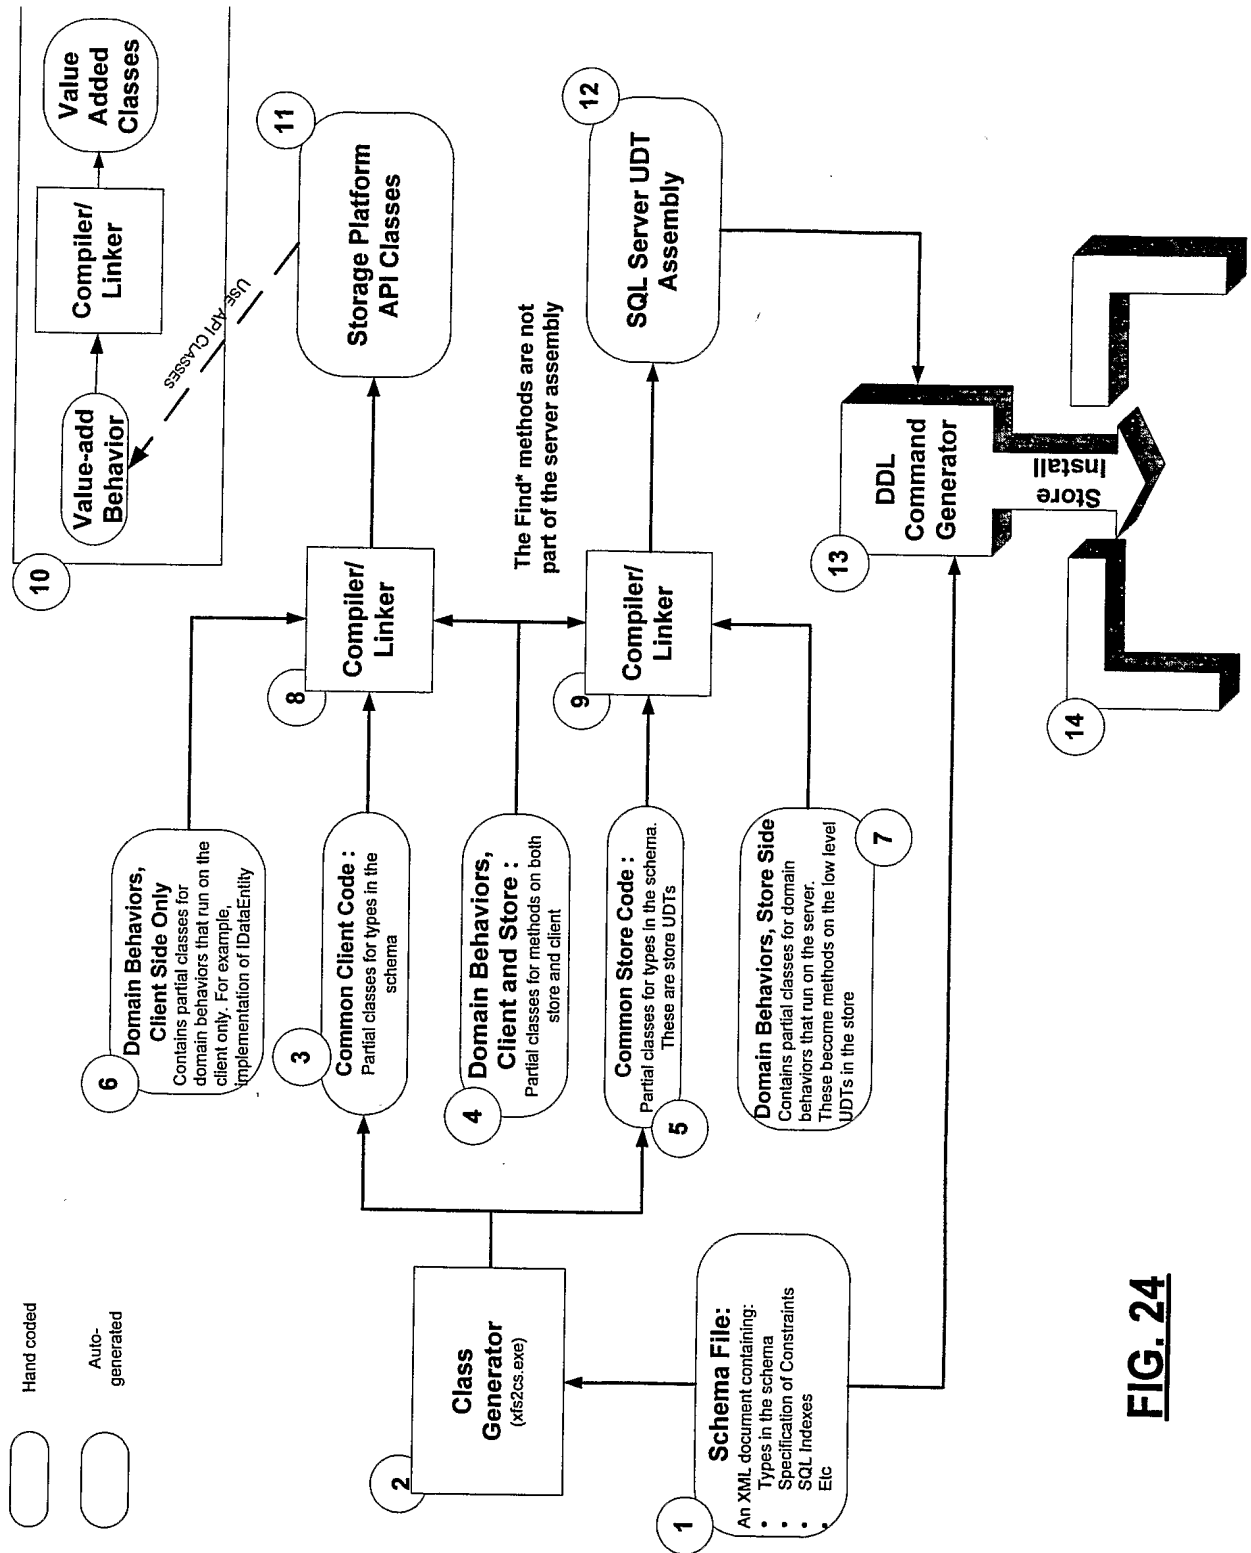 Hand coded
Auto-
generated
10
Value-add
Behavior
Compiler/
Linker
Value
Added
Classes
USE API CLASSES
6
Domain Behaviors,
Client Side Only
Contains partial classes for
domain behaviors that run on the
client only. For example,
implementation of IDataEntity
3
Common Client Code :
Partial classes for types in the
schema
8
Compiler/
Linker
11
Storage Platform
API Classes
2
Class
Generator
(xfs2cs.exe)
4
Domain Behaviors,
Client and Store :
Partial classes for methods on both
store and client
The Find* methods are not
part of the server assembly
5
Common Store Code :
Partial classes for types in the schema.
These are store UDTs
9
Compiler/
Linker
12
SQL Server UDT
Assembly
1
Schema File:
An XML document containing:
• Types in the schema
• Specification of Constraints
• SQL Indexes
• Etc
Domain Behaviors, Store Side
Contains partial classes for domain
behaviors that run on the server.
These become methods on the low level
UDTs in the store
7
13
DDL
Command
Generator
Store
Install
14
FIG. 24